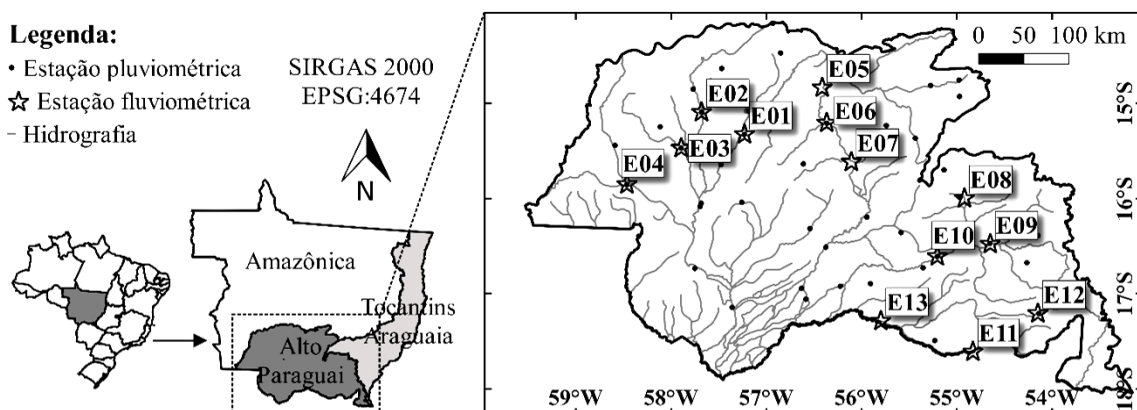 Legenda:
Estação pluviométrica
Estação fluviométrica
Hidrografia
SIRGAS 2000
EPSG:4674
N
Amazônica
Tocantins
Araguaia
Alto
Paraguai
0 50 100 km
E05
E02
E01
E06
E03
E07
E04
E08
E09
E10
E12
E13
E11
15°S
16°S
17°S
18°S
59°W 58°W 57°W 56°W 55°W 54°W